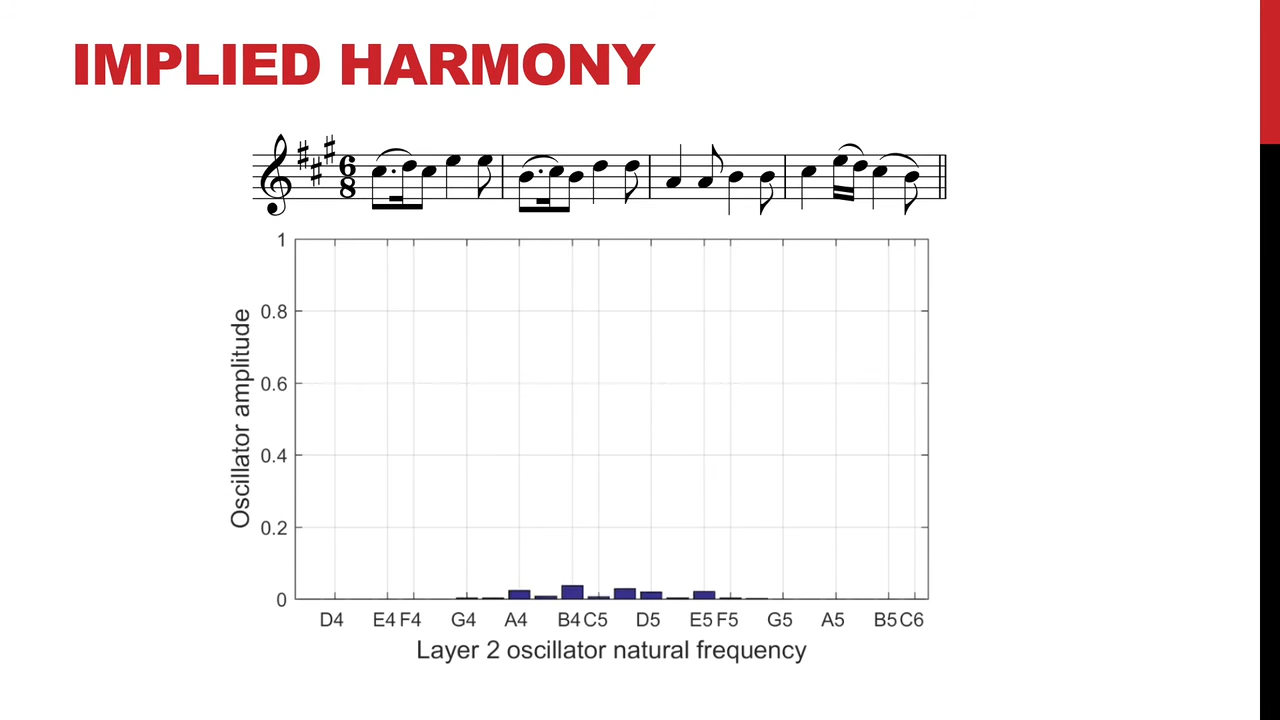 IMPLIED HARMONY
6
8
1
0.8
0.6
0.4
0.2
0
Oscillator amplitude
D4 E4 F4 G4 A4 B4 C5 D5 E5 F5 G5 A5 B5 C6
Layer 2 oscillator natural frequency